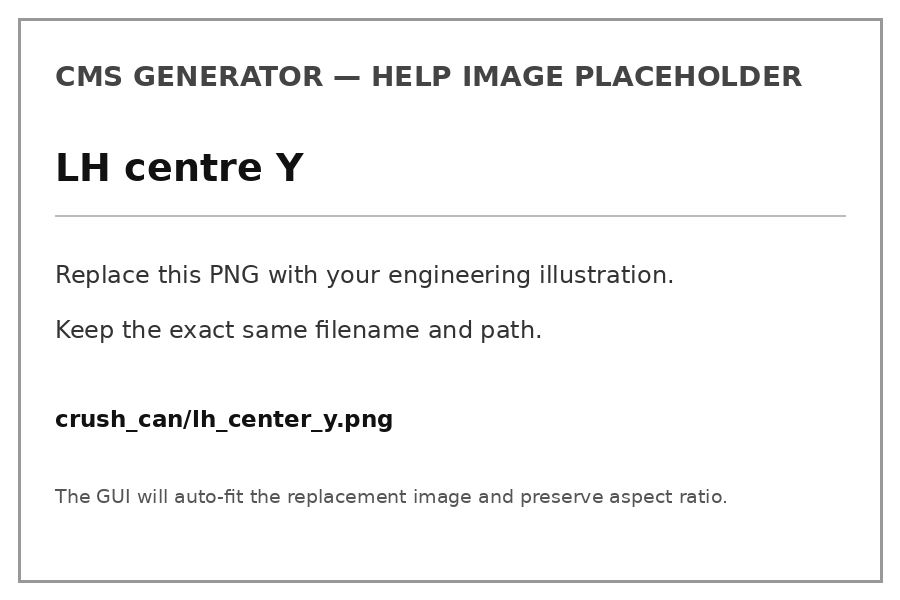 CMS GENERATOR — HELP IMAGE PLACEHOLDER
LH centre Y
Replace this PNG with your engineering illustration.
Keep the exact same filename and path.
crush_can/lh_center_y.png
The GUI will auto-fit the replacement image and preserve aspect ratio.